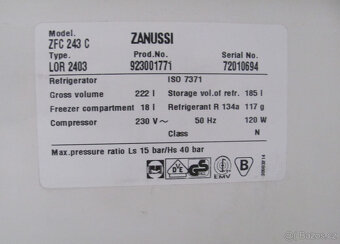 Model
ZFC 243 C ZANUSSI
Type. Prod.No. Serial No.
LOR 2403 923001771 72010694
Refrigerator ISO 7371
Gross volume 222 l Storage vol.of refr. 185 l
Freezer compartment 18 l Refrigerant R 134a 117 g
Compressor 230 V~ 50 Hz 120 W
Class N
Max.pressure ratio Ls 15 bar/Hs 40 bar
D E GS EMV B